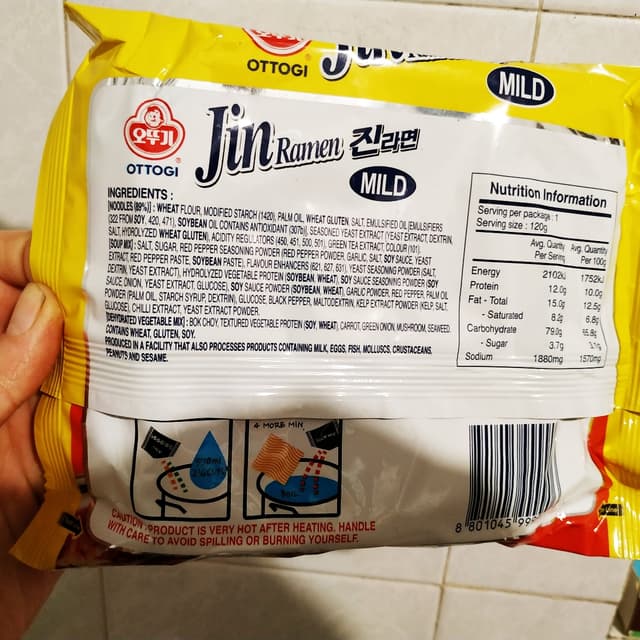 OTTOGI
MILD
오뚜기
OTTOGI
Jin Ramen 진라면
MILD
INGREDIENTS :
[NOODLES (89%)] : WHEAT FLOUR, MODIFIED STARCH (1420), PALM OIL, WHEAT GLUTEN, SALT, EMULSIFIED OIL [EMULSIFIERS
(322 FROM SOY, 420, 471), SOYBEAN OIL CONTAINS ANTIOXIDANT (307b)], SEASONED YEAST EXTRACT (YEAST EXTRACT, DEXTRIN,
SALT, HYDROLYZED WHEAT GLUTEN), ACIDITY REGULATORS (450, 451, 500, 501), GREEN TEA EXTRACT, COLOUR (101).
[SOUP MIX] : SALT, SUGAR, RED PEPPER SEASONING POWDER (RED PEPPER POWDER, GARLIC, SALT, SOY SAUCE, YEAST
EXTRACT, RED PEPPER PASTE, SOYBEAN PASTE), FLAVOUR ENHANCERS (621, 627, 631), YEAST SEASONING POWDER (SALT,
DEXTRIN, YEAST EXTRACT), HYDROLYZED VEGETABLE PROTEIN (SOYBEAN, WHEAT), SOY SAUCE SEASONING POWDER (SOY
SAUCE, ONION, YEAST EXTRACT, GLUCOSE), SOY SAUCE POWDER (SOYBEAN, WHEAT), GARLIC POWDER, RED PEPPER, PALM OIL
POWDER (PALM OIL, STARCH SYRUP, DEXTRIN), GLUCOSE, BLACK PEPPER, MALTODEXTRIN, KELP EXTRACT POWDER (KELP, SALT,
GLUCOSE), CHILLI EXTRACT, YEAST EXTRACT POWDER.
[DEHYDRATED VEGETABLE MIX] : BOK CHOY, TEXTURED VEGETABLE PROTEIN (SOY, WHEAT), CARROT, GREEN ONION, MUSHROOM, SEAWEED.
CONTAINS WHEAT, GLUTEN, SOY.
PRODUCED IN A FACILITY THAT ALSO PROCESSES PRODUCTS CONTAINING MILK, EGGS, FISH, MOLLUSCS, CRUSTACEANS,
PEANUTS AND SESAME.
Nutrition Information
Serving per package : 1
Serving size : 120g
Avg. Quantity Per Serving Avg. Quantity Per 100g
Energy 2102kJ 1752kJ
Protein 12.0g 10.0g
Fat - Total 15.0g 12.5g
- Saturated 8.2g 6.8g
Carbohydrate 79.0g 65.8g
- Sugar 3.7g
Sodium 1880mg 1570mg
4 MORE MIN
CAUTION : PRODUCT IS VERY HOT AFTER HEATING. HANDLE
WITH CARE TO AVOID SPILLING OR BURNING YOURSELF.
8 801045